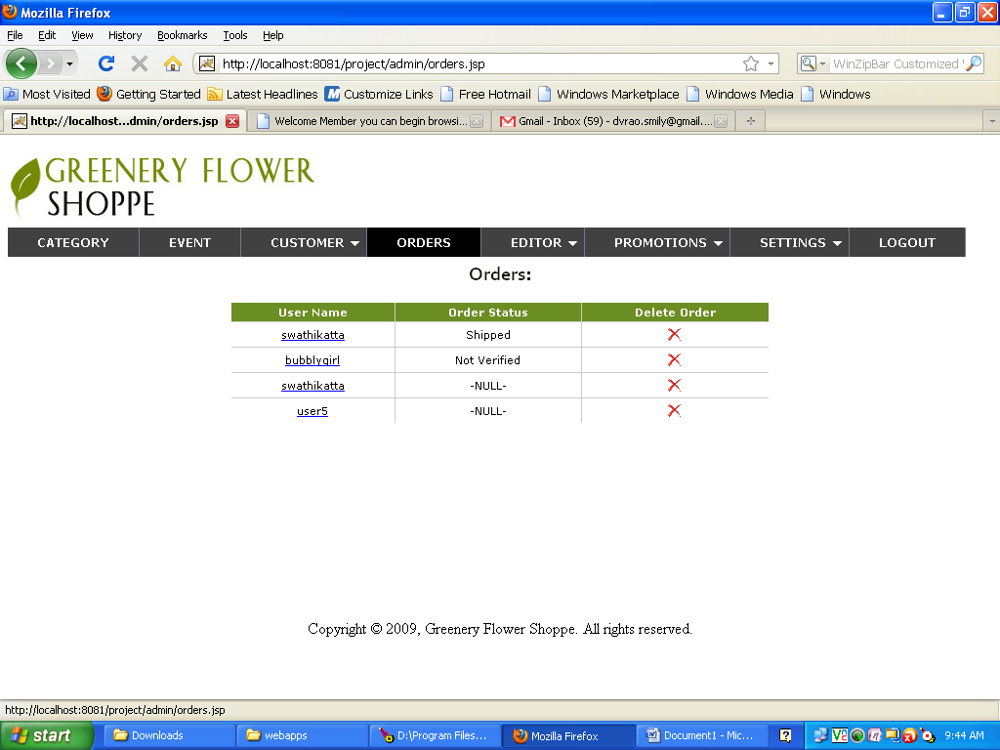 Mozilla Firefox
File Edit View History Bookmarks Tools Help
http://localhost:8081/project/admin/orders.jsp WinZipBar Customized
Most Visited Getting Started Latest Headlines Customize Links Free Hotmail Windows Marketplace Windows Media Windows
http://localhost...dmin/orders.jsp Welcome Member you can begin browsi... Gmail - Inbox (59) - dvrao.smily@gmail....
GREENERY FLOWER
SHOPPE
CATEGORY EVENT CUSTOMER ORDERS EDITOR PROMOTIONS SETTINGS LOGOUT
Orders:
User Name Order Status Delete Order
swathikatta Shipped
bubblygirl Not Verified
swathikatta -NULL-
user5 -NULL-
Copyright © 2009, Greenery Flower Shoppe. All rights reserved.
http://localhost:8081/project/admin/orders.jsp
start Downloads webapps D:\Program Files... Mozilla Firefox Document1 - Mic... 9:44 AM